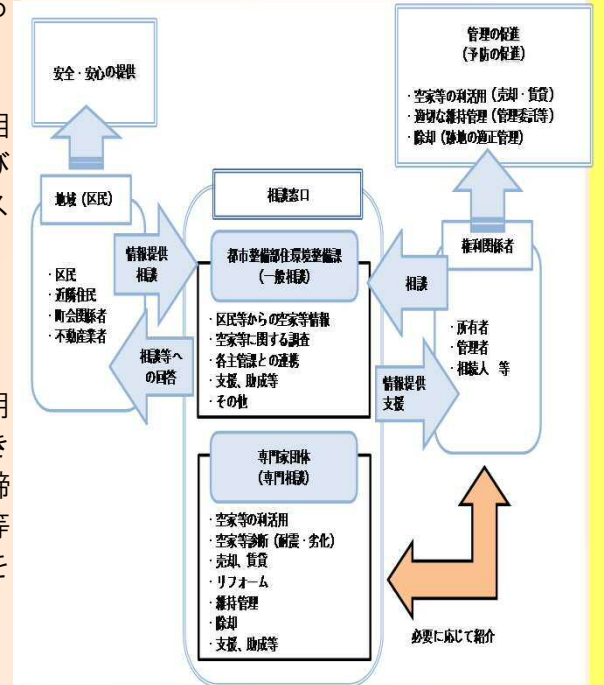 ら
安全・安心の提供
管理の促進
（予防の促進）
・空家等の利活用（売却・賃貸）
・適切な維持管理（管理委託等）
・除却（跡地の適正管理）
相
び
ス
地域（区民）
・区民
・近隣住民
・町会関係者
・不動産業者
情報提供
相談
相談等へ
の回答
相談窓口
都市整備部住環境整備課
（一般相談）
・区民等からの空家等情報
・空家等に関する調査
・各主管課との連携
・支援、助成等
・その他
専門家団体
（専門相談）
・空家等の利活用
・空家等診断（耐震・劣化）
・売却、賃貸
・リフォーム
・維持管理
・除却
・支援、助成等
相談
情報提供
支援
権利関係者
・所有者
・管理者
・相続人　等
必要に応じて紹介
き
締
等
を